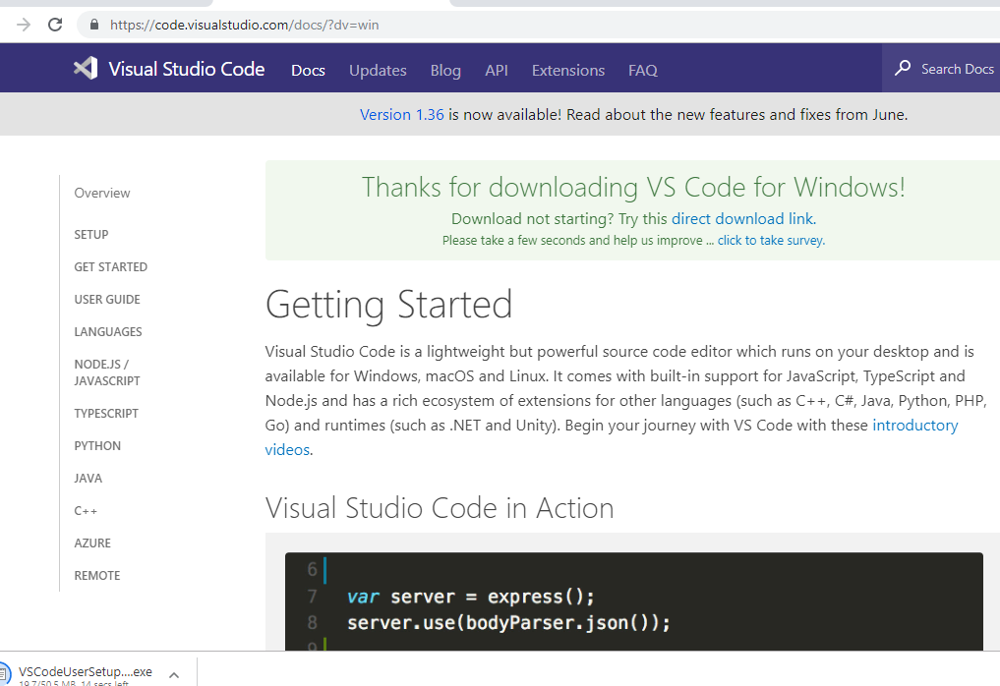 https://code.visualstudio.com/docs/?dv=win
Visual Studio Code Docs Updates Blog API Extensions FAQ Search Docs
Version 1.36 is now available! Read about the new features and fixes from June.
Overview
SETUP
GET STARTED
USER GUIDE
LANGUAGES
NODE.JS /
JAVASCRIPT
TYPESCRIPT
PYTHON
JAVA
C++
AZURE
REMOTE
Thanks for downloading VS Code for Windows!
Download not starting? Try this direct download link.
Please take a few seconds and help us improve ... click to take survey.
Getting Started
Visual Studio Code is a lightweight but powerful source code editor which runs on your desktop and is
available for Windows, macOS and Linux. It comes with built-in support for JavaScript, TypeScript and
Node.js and has a rich ecosystem of extensions for other languages (such as C++, C#, Java, Python, PHP,
Go) and runtimes (such as .NET and Unity). Begin your journey with VS Code with these introductory
videos.
Visual Studio Code in Action
6
7 var server = express();
8 server.use(bodyParser.json());
9
VSCodeUserSetup....exe
19.7/50.5 MB, 14 secs left